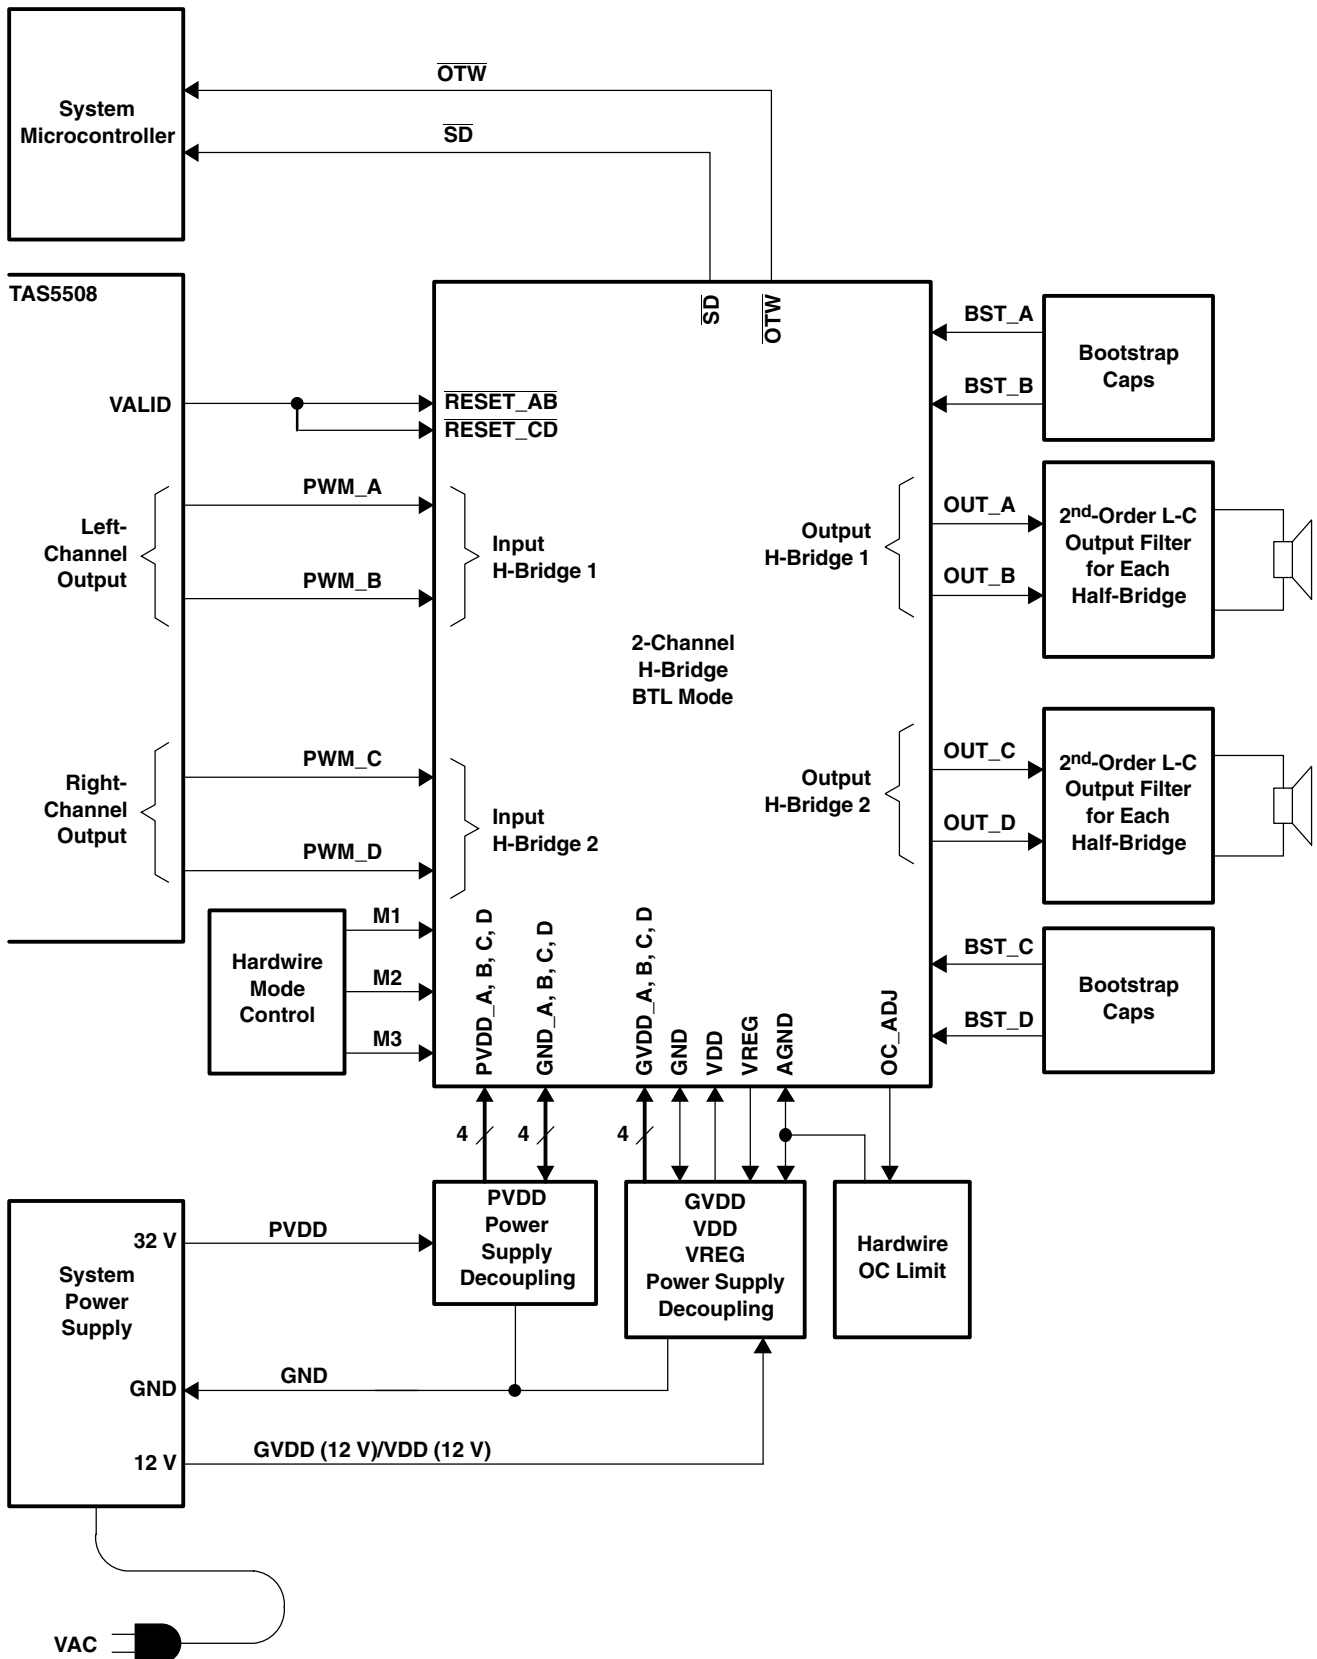 OTW
System
Microcontroller
SD
TAS5508
SD
OTW
BST_A
Bootstrap
Caps
BST_B
VALID
RESET_AB
RESET_CD
PWM_A
Left-
Channel
Output
PWM_B
Input
H-Bridge 1
Output
H-Bridge 1
OUT_A
OUT_B
2nd-Order L-C
Output Filter
for Each
Half-Bridge
2-Channel
H-Bridge
BTL Mode
PWM_C
Right-
Channel
Output
PWM_D
Input
H-Bridge 2
Output
H-Bridge 2
OUT_C
OUT_D
2nd-Order L-C
Output Filter
for Each
Half-Bridge
Hardwire
Mode
Control
M1
M2
M3
PVDD_A, B, C, D
GND_A, B, C, D
GVDD_A, B, C, D
GND
VDD
VREG
AGND
OC_ADJ
BST_C
Bootstrap
Caps
BST_D
4
4
4
32 V
PVDD
System
Power
Supply
PVDD
Power
Supply
Decoupling
GVDD
VDD
VREG
Power Supply
Decoupling
Hardwire
OC Limit
GND
GND
12 V
GVDD (12 V)/VDD (12 V)
VAC